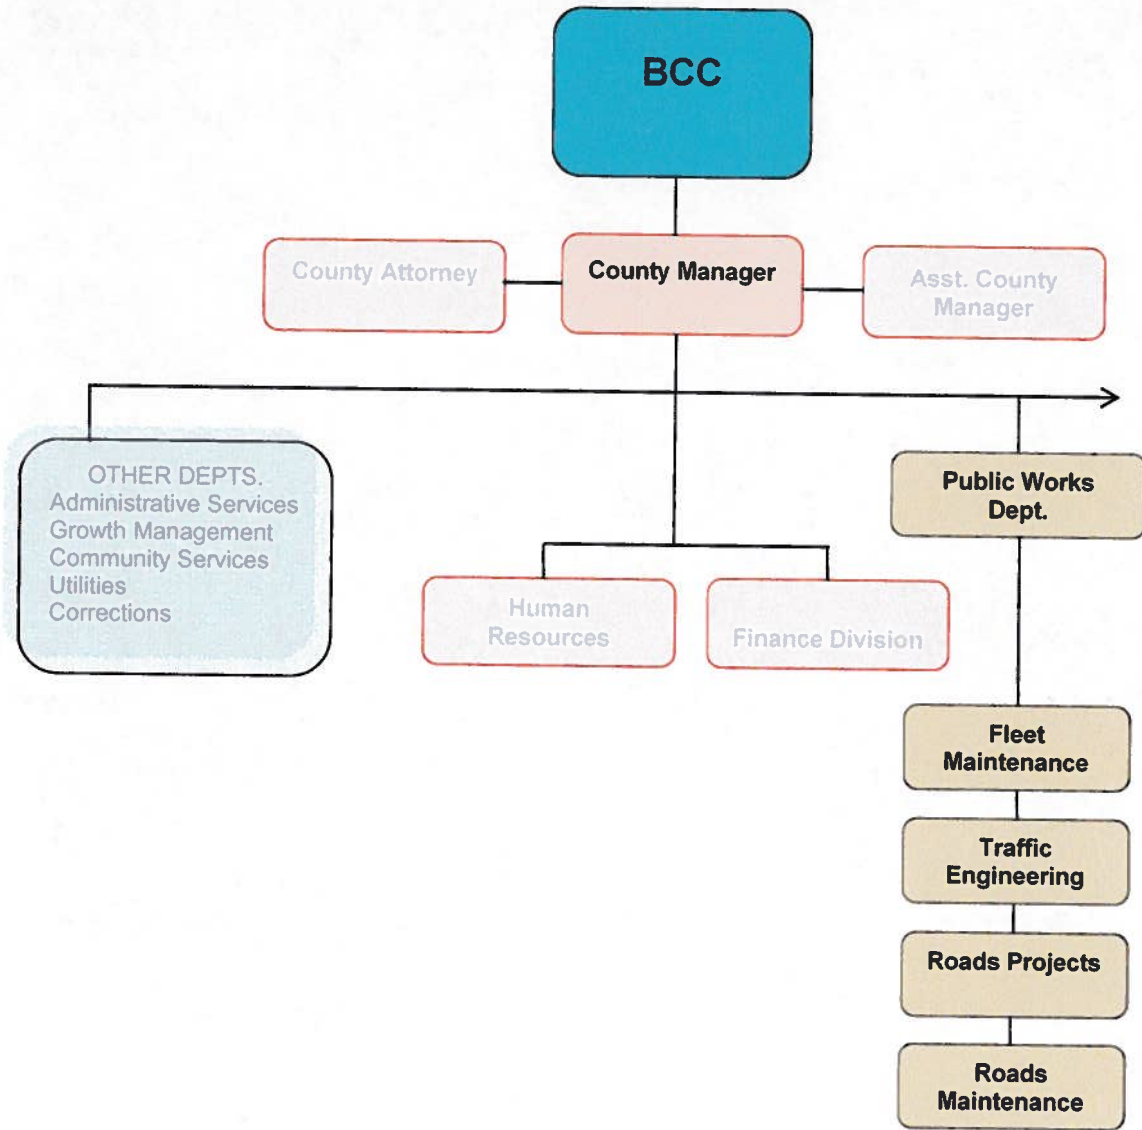 BCC
County Attorney
County Manager
Asst. County
Manager
OTHER DEPTS.
Administrative Services
Growth Management
Community Services
Utilities
Corrections
Public Works
Dept.
Human
Resources
Finance Division
Fleet
Maintenance
Traffic
Engineering
Roads Projects
Roads
Maintenance